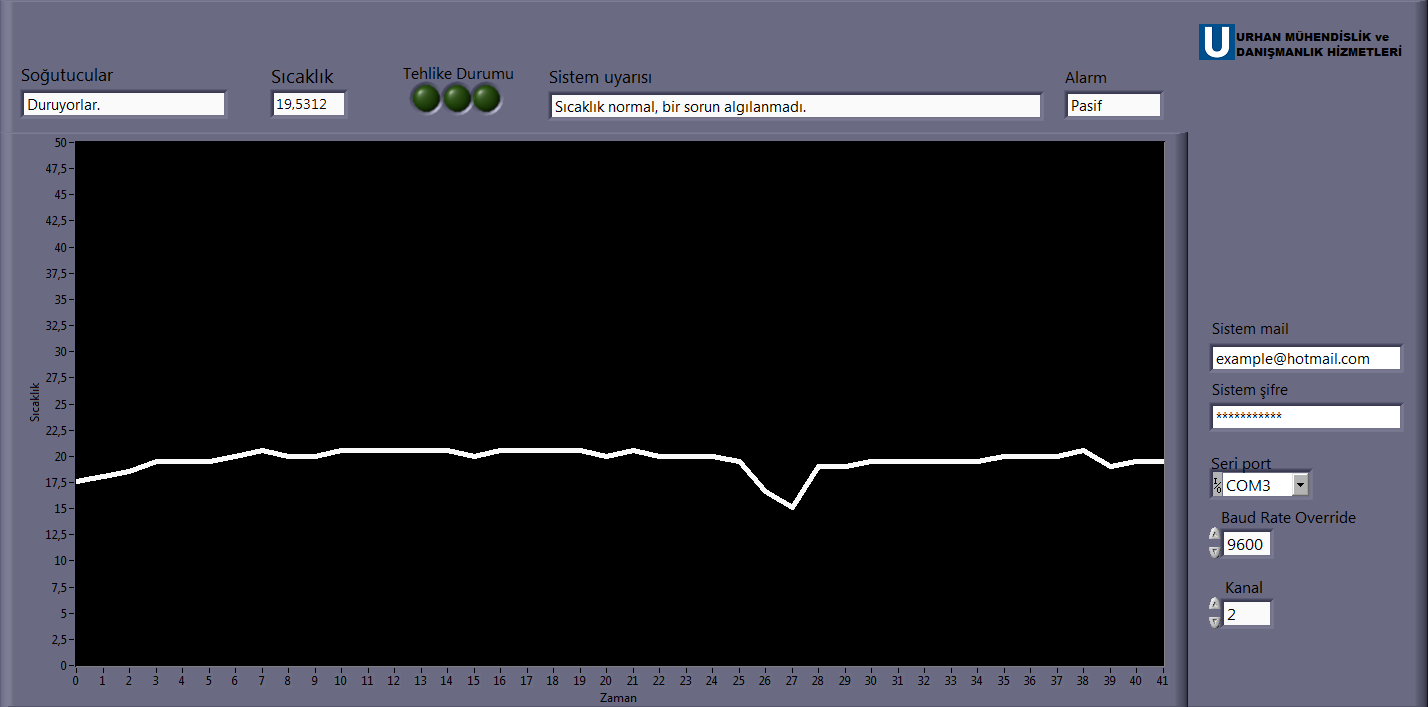 URHAN MÜHENDİSLİK ve
DANIŞMANLIK HİZMETLERİ
Soğutucular
Duruyorlar.
Sıcaklık
19,5312
Tehlike Durumu
Sistem uyarısı
Sıcaklık normal, bir sorun algılanmadı.
Alarm
Pasif
50
47,5
45
42,5
40
37,5
35
32,5
30
27,5
25
22,5
20
17,5
15
12,5
10
7,5
5
2,5
0
Sıcaklık
0 1 2 3 4 5 6 7 8 9 10 11 12 13 14 15 16 17 18 19 20 21 22 23 24 25 26 27 28 29 30 31 32 33 34 35 36 37 38 39 40 41
Zaman
Sistem mail
example@hotmail.com
Sistem şifre
***********
Seri port
I/O COM3
Baud Rate Override
9600
Kanal
2